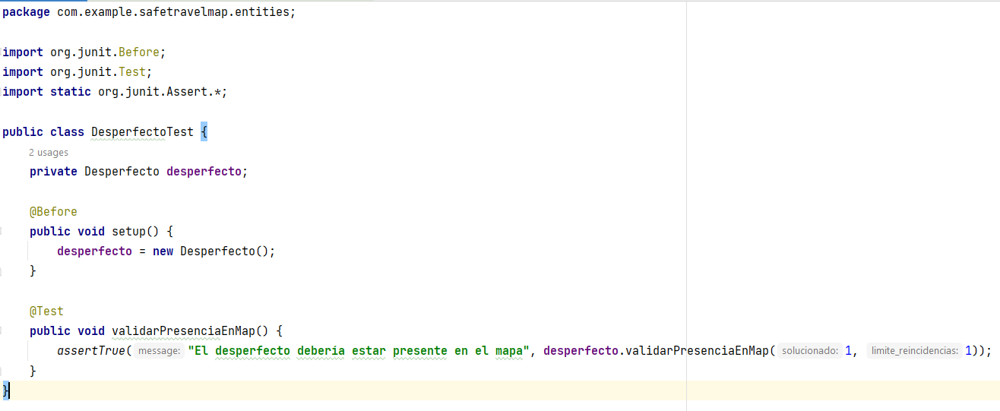 package com.example.safetravelmap.entities;
import org.junit.Before;
import org.junit.Test;
import static org.junit.Assert.*;
public class DesperfectoTest {
2 usages
private Desperfecto desperfecto;
@Before
public void setup() {
desperfecto = new Desperfecto();
}
@Test
public void validarPresenciaEnMap() {
assertTrue( message: "El desperfecto debería estar presente en el mapa", desperfecto.validarPresenciaEnMap( solucionado: 1, limite_reincidencias: 1));
}
}